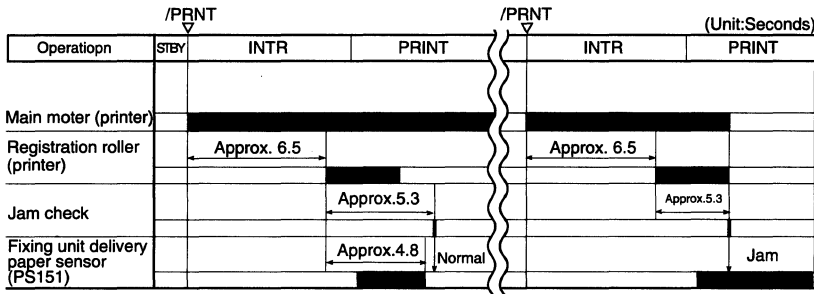 /PRNT /PRNT
(Unit:Seconds)
Operatiopn STBY INTR PRINT INTR PRINT
Main moter (printer)
Registration roller
(printer)
Approx. 6.5 Approx. 6.5
Jam check
Approx.5.3 Approx.5.3
Fixing unit delivery
paper sensor
(PS151)
Approx.4.8 Normal Jam